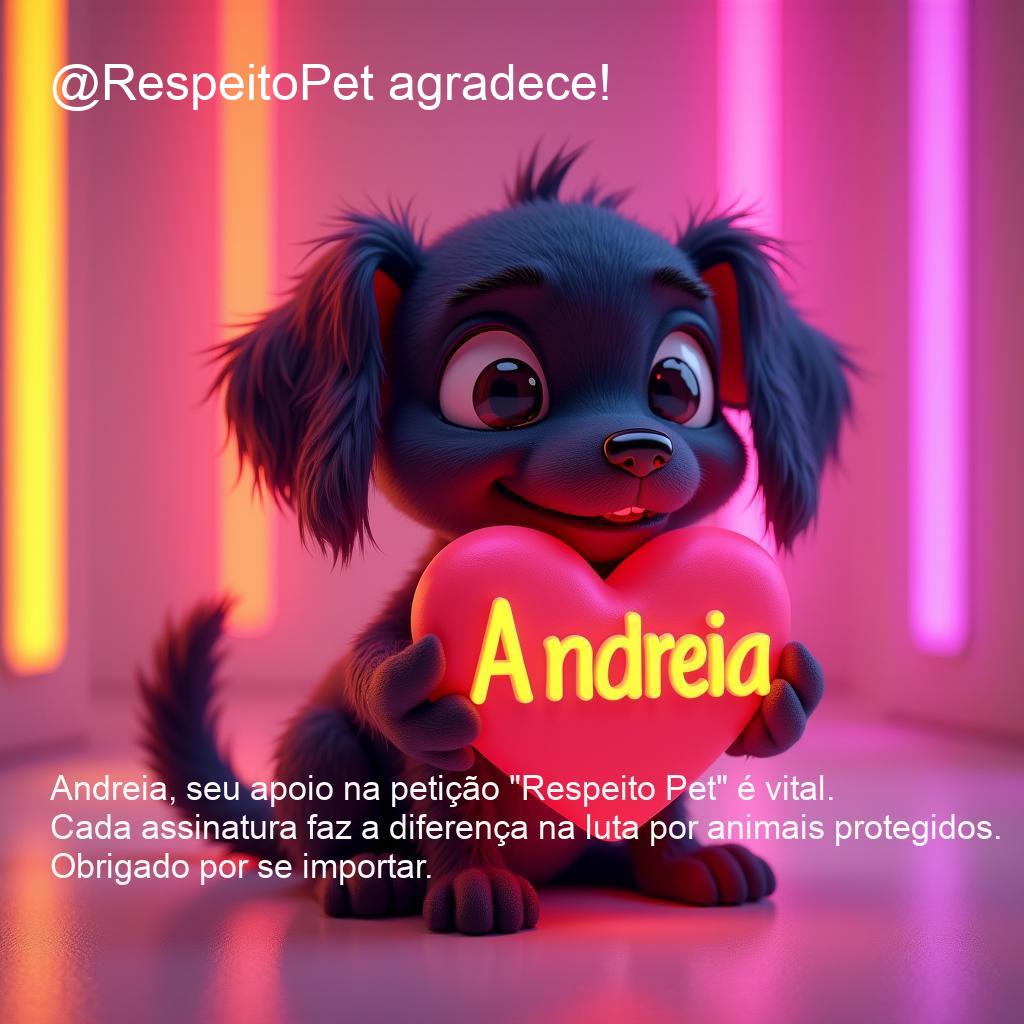 @RespeitoPet agradece!
Andreia
Andreia, seu apoio na petição "Respeito Pet" é vital.
Cada assinatura faz a diferença na luta por animais protegidos.
Obrigado por se importar.